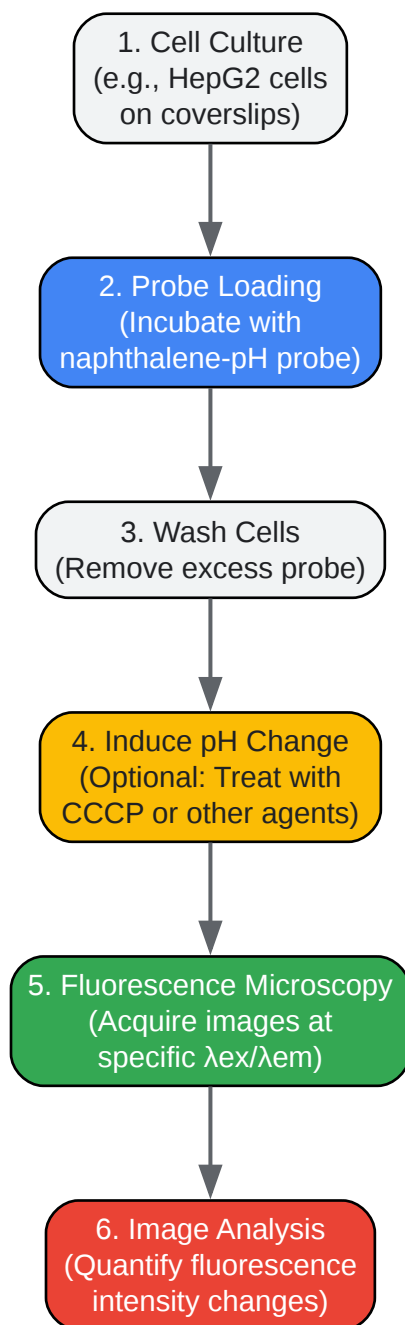 1. Cell Culture
(e.g., HepG2 cells
on coverslips)
2. Probe Loading
(Incubate with
naphthalene-pH probe)
3. Wash Cells
(Remove excess probe)
4. Induce pH Change
(Optional: Treat with
CCCP or other agents)
5. Fluorescence Microscopy
(Acquire images at
specific λex/λem)
6. Image Analysis
(Quantify fluorescence
intensity changes)